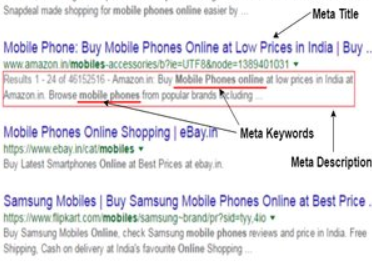 Snapdeal made shopping for mobile phones online easier by ...
Meta Title
Mobile Phone: Buy Mobile Phones Online at Low Prices in India | Buy ..
www.amazon.in/mobiles-accessories/b?ie=UTF8&node=1389401031
Results 1 - 24 of 46152516 - Amazon.in: Buy Mobile Phones online at low prices in India at
Amazon.in. Browse mobile phones from popular brands including ...
Meta Keywords
Mobile Phones Online Shopping | eBay.in
https://www.ebay.in/cat/mobiles
Meta Description
Buy Latest Smartphones Online at Best Prices at ebay.in.
Samsung Mobiles | Buy Samsung Mobile Phones Online at Best Price .
https://www.flipkart.com/mobiles/samsung~brand/pr?sid=tyy,4io
Buy Samsung Mobiles Online, check Samsung mobile phones reviews and price in India. Free
Shipping, Cash on delivery at India's favourite Online Shopping ...